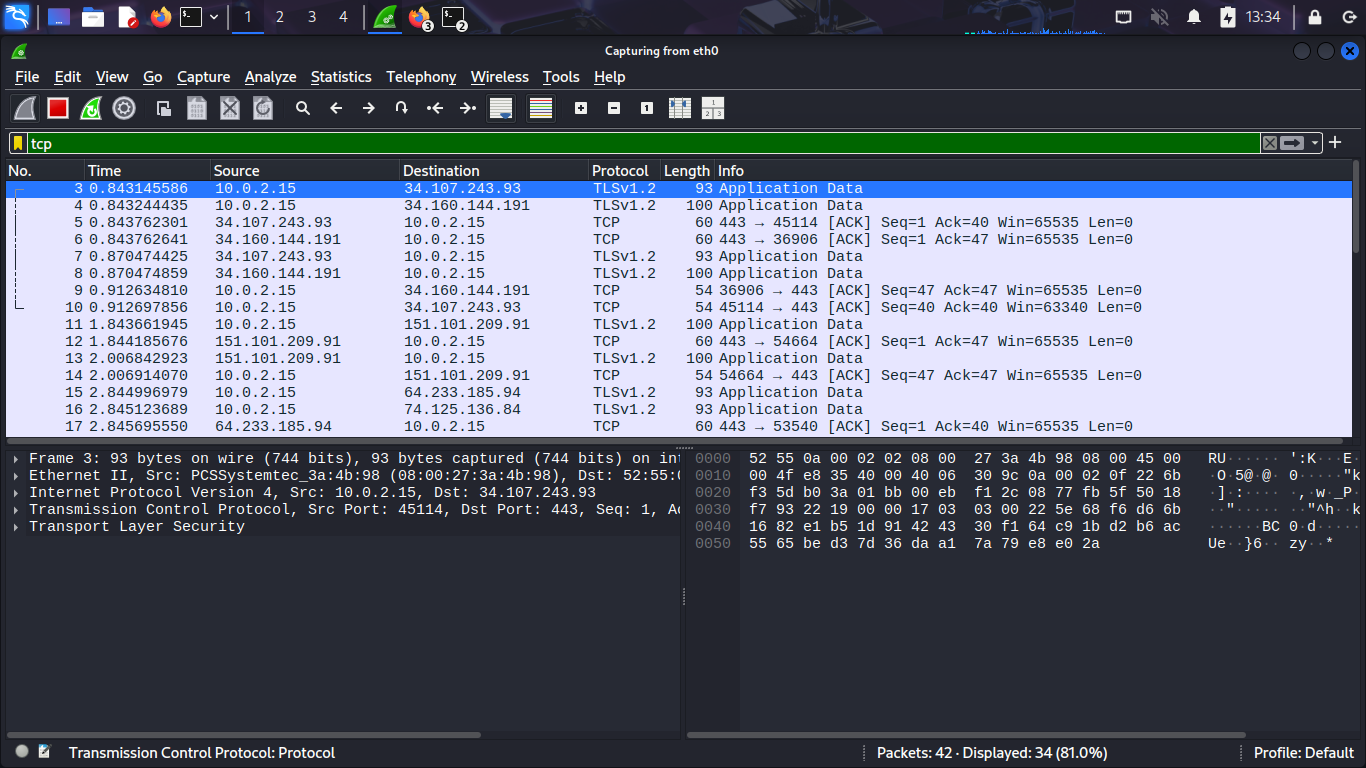 1 2 3 4 3 2 13:34
Capturing from eth0
File Edit View Go Capture Analyze Statistics Telephony Wireless Tools Help
tcp
No. Time Source Destination Protocol Length Info
3 0.843145586 10.0.2.15 34.107.243.93 TLSv1.2 93 Application Data
4 0.843244435 10.0.2.15 34.160.144.191 TLSv1.2 100 Application Data
5 0.843762301 34.107.243.93 10.0.2.15 TCP 60 443 → 45114 [ACK] Seq=1 Ack=40 Win=65535 Len=0
6 0.843762641 34.160.144.191 10.0.2.15 TCP 60 443 → 36906 [ACK] Seq=1 Ack=47 Win=65535 Len=0
7 0.870474425 34.107.243.93 10.0.2.15 TLSv1.2 93 Application Data
8 0.870474859 34.160.144.191 10.0.2.15 TLSv1.2 100 Application Data
9 0.912634810 10.0.2.15 34.160.144.191 TCP 54 36906 → 443 [ACK] Seq=47 Ack=47 Win=65535 Len=0
10 0.912697856 10.0.2.15 34.107.243.93 TCP 54 45114 → 443 [ACK] Seq=40 Ack=40 Win=63340 Len=0
11 1.843661945 10.0.2.15 151.101.209.91 TLSv1.2 100 Application Data
12 1.844185676 151.101.209.91 10.0.2.15 TCP 60 443 → 54664 [ACK] Seq=1 Ack=47 Win=65535 Len=0
13 2.006842923 151.101.209.91 10.0.2.15 TLSv1.2 100 Application Data
14 2.006914070 10.0.2.15 151.101.209.91 TCP 54 54664 → 443 [ACK] Seq=47 Ack=47 Win=65535 Len=0
15 2.844996979 10.0.2.15 64.233.185.94 TLSv1.2 93 Application Data
16 2.845123689 10.0.2.15 74.125.136.84 TLSv1.2 93 Application Data
17 2.845695550 64.233.185.94 10.0.2.15 TCP 60 443 → 53540 [ACK] Seq=1 Ack=40 Win=65535 Len=0
Frame 3: 93 bytes on wire (744 bits), 93 bytes captured (744 bits) on int
Ethernet II, Src: PCSSystemtec_3a:4b:98 (08:00:27:3a:4b:98), Dst: 52:55:0
Internet Protocol Version 4, Src: 10.0.2.15, Dst: 34.107.243.93
Transmission Control Protocol, Src Port: 45114, Dst Port: 443, Seq: 1, Ac
Transport Layer Security
0000 52 55 0a 00 02 02 08 00 27 3a 4b 98 08 00 45 00 RU······ ':K···E·
0010 00 4f e8 35 40 00 40 06 30 9c 0a 00 02 0f 22 6b ·O·5@·@· 0·····"k
0020 f3 5d b0 3a 01 bb 00 eb f1 2c 08 77 fb 5f 50 18 ·]·:···· ·,·w·_P·
0030 f7 93 22 19 00 00 17 03 03 00 22 5e 68 f6 d6 6b ··"····· ··"^h··k
0040 16 82 e1 b5 1d 91 42 43 30 f1 64 c9 1b d2 b6 ac ······BC 0·d·····
0050 55 65 be d3 7d 36 da a1 7a 79 e8 e0 2a Ue··}6·· zy··*
Transmission Control Protocol: Protocol Packets: 42 · Displayed: 34 (81.0%) Profile: Default